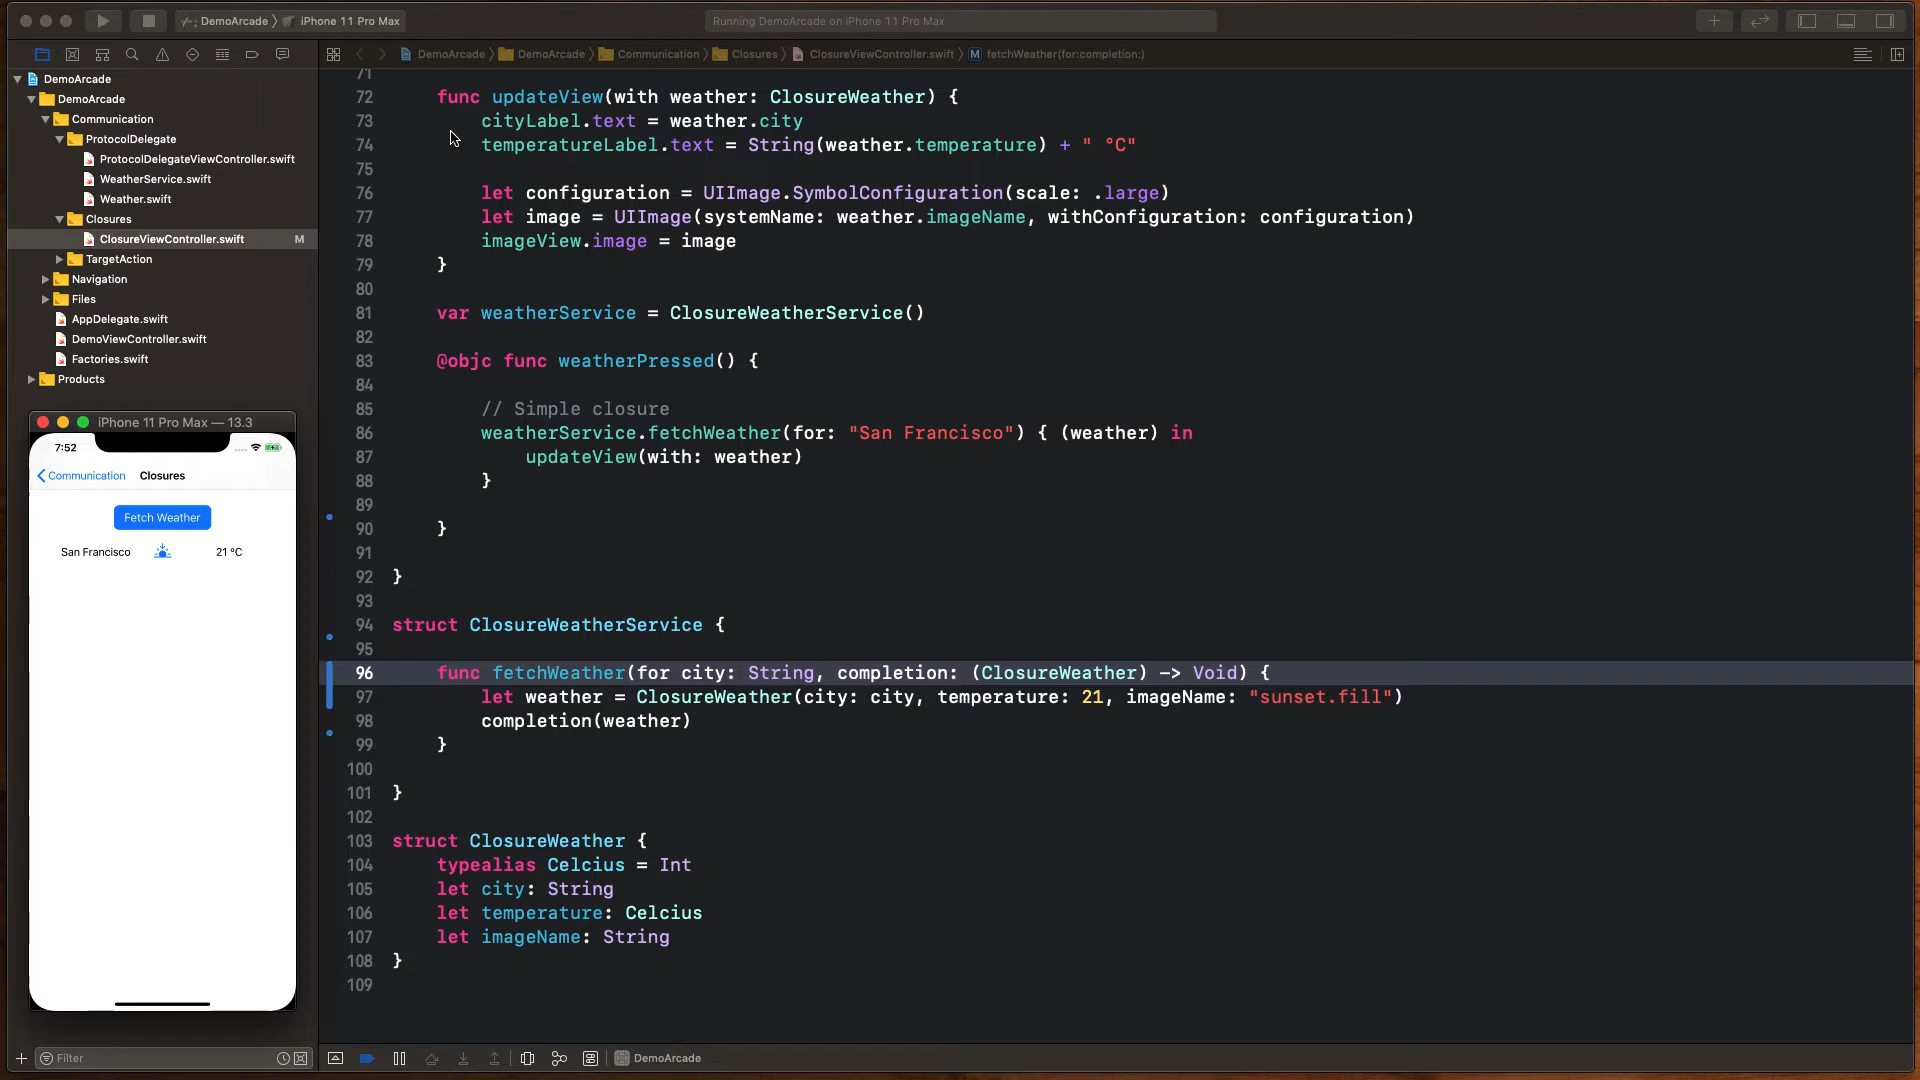 DemoArcade
iPhone 11 Pro Max
Running DemoArcade on iPhone 11 Pro Max
DemoArcade
DemoArcade
Communication
Closures
ClosureViewController.swift
M
fetchWeather(for:completion:)
DemoArcade
DemoArcade
Communication
ProtocolDelegate
ProtocolDelegateViewController.swift
WeatherService.swift
Weather.swift
Closures
ClosureViewController.swift M
TargetAction
Navigation
Files
AppDelegate.swift
DemoViewController.swift
Factories.swift
Products
iPhone 11 Pro Max — 13.3
7:52
Communication Closures
Fetch Weather
San Francisco 21 °C
Filter
71
72 func updateView(with weather: ClosureWeather) {
73 cityLabel.text = weather.city
74 temperatureLabel.text = String(weather.temperature) + " °C"
75
76 let configuration = UIImage.SymbolConfiguration(scale: .large)
77 let image = UIImage(systemName: weather.imageName, withConfiguration: configuration)
78 imageView.image = image
79 }
80
81 var weatherService = ClosureWeatherService()
82
83 @objc func weatherPressed() {
84
85 // Simple closure
86 weatherService.fetchWeather(for: "San Francisco") { (weather) in
87 updateView(with: weather)
88 }
89
90 }
91
92 }
93
94 struct ClosureWeatherService {
95
96 func fetchWeather(for city: String, completion: (ClosureWeather) -> Void) {
97 let weather = ClosureWeather(city: city, temperature: 21, imageName: "sunset.fill")
98 completion(weather)
99 }
100
101 }
102
103 struct ClosureWeather {
104 typealias Celcius = Int
105 let city: String
106 let temperature: Celcius
107 let imageName: String
108 }
109
DemoArcade